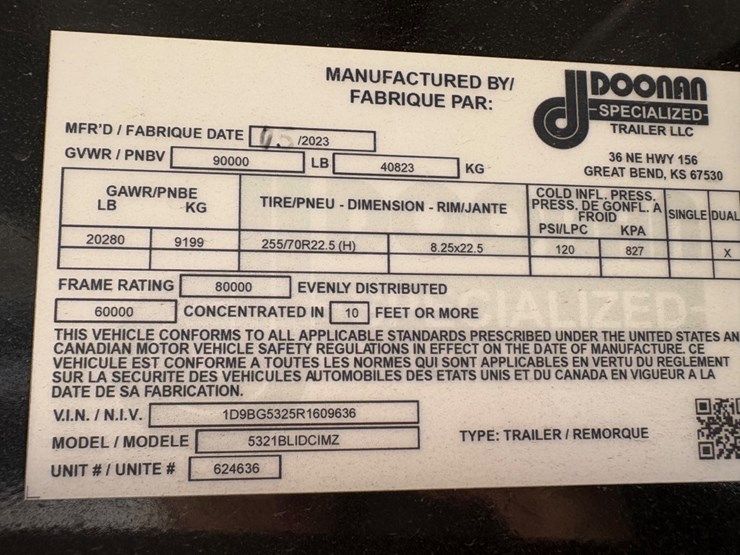 MANUFACTURED BY/
FABRIQUE PAR:
DOONAN
SPECIALIZED
TRAILER LLC
36 NE HWY 156
GREAT BEND, KS 67530
MFR'D / FABRIQUE DATE /2023
GVWR / PNBV 90000 LB 40823 KG
GAWR/PNBE
LB KG
TIRE/PNEU - DIMENSION - RIM/JANTE
COLD INFL. PRESS.
PRESS. DE GONFL. A
FROID
PSI/LPC KPA
SINGLE DUAL
20280 9199 255/70R22.5 (H) 8.25x22.5 120 827 X
FRAME RATING 80000 EVENLY DISTRIBUTED
60000 CONCENTRATED IN 10 FEET OR MORE
THIS VEHICLE CONFORMS TO ALL APPLICABLE STANDARDS PRESCRIBED UNDER THE UNITED STATES AN
CANADIAN MOTOR VEHICLE SAFETY REGULATIONS IN EFFECT ON THE DATE OF MANUFACTURE. CE
VEHICULE EST CONFORME A TOUTES LES NORMES QUI SONT APPLICABLES EN VERTU DU REGLEMENT
SUR LA SECURITE DES VEHICULES AUTOMOBILES DES ETATS UNIS ET DU CANADA EN VIGUEUR A LA
DATE DE SA FABRICATION.
V.I.N. / N.I.V. 1D9BG5325R1609636
MODEL / MODELE 5321BLIDCIMZ
TYPE: TRAILER / REMORQUE
UNIT # / UNITE # 624636